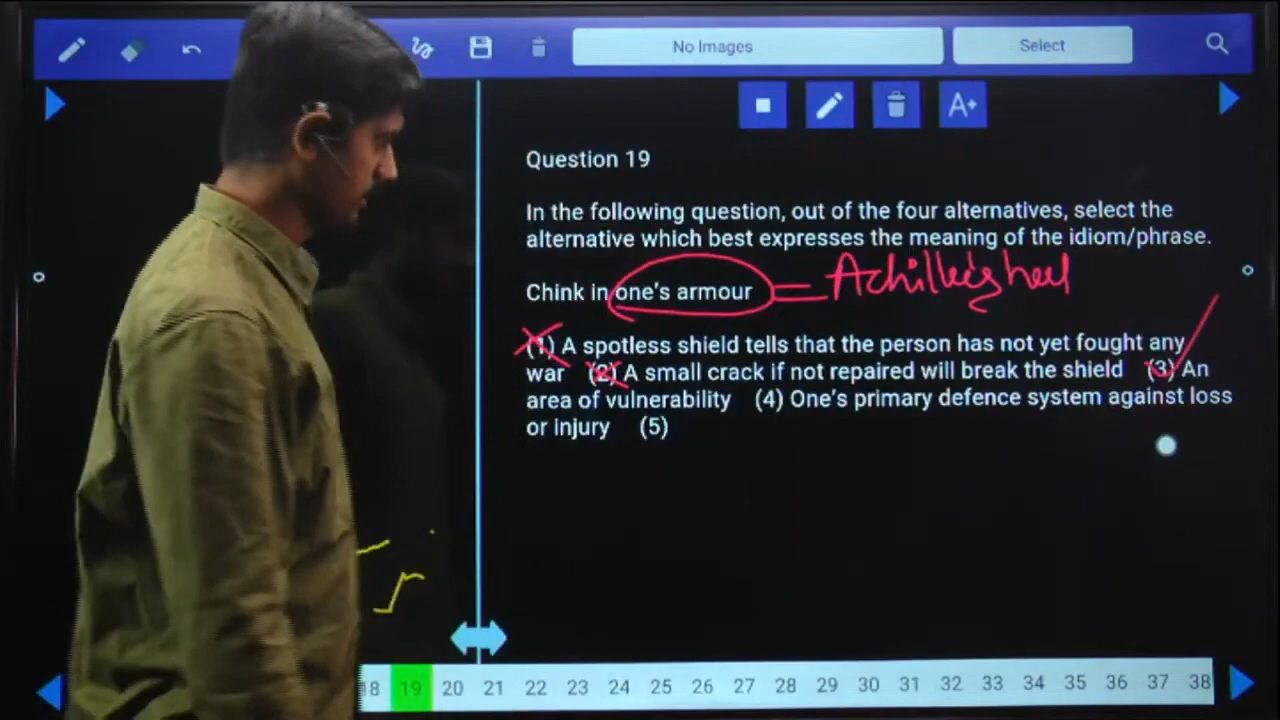 No Images
Select
A+
Question 19
In the following question, out of the four alternatives, select the
alternative which best expresses the meaning of the idiom/phrase.
Chink in one's armour = Achille's heel
(1) A spotless shield tells that the person has not yet fought any
war (2) A small crack if not repaired will break the shield (3) An
area of vulnerability (4) One's primary defence system against loss
or injury (5)
18 19 20 21 22 23 24 25 26 27 28 29 30 31 32 33 34 35 36 37 38